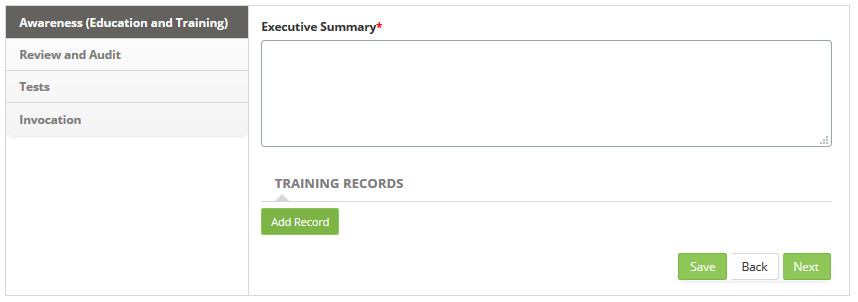 Awareness (Education and Training)
Review and Audit
Tests
Invocation
Executive Summary*
TRAINING RECORDS
Add Record
Save Back Next